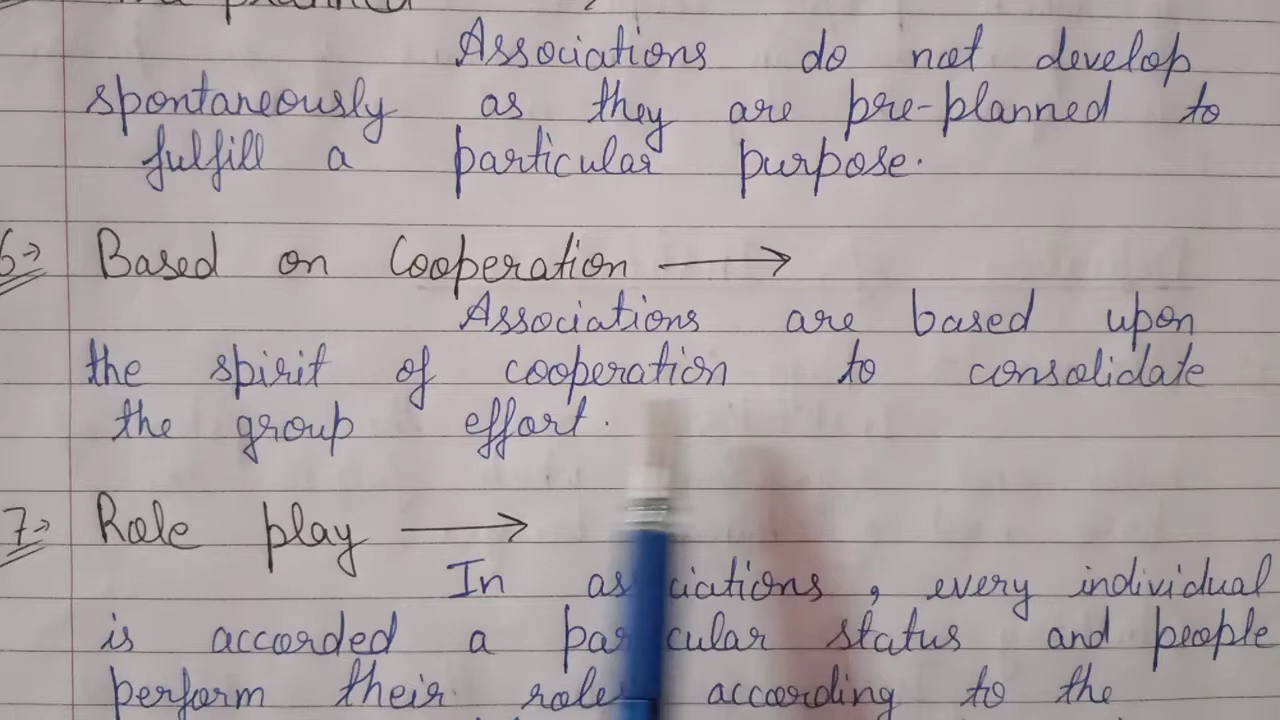 Associations do not develop
spontaneously as they are pre-planned to
fulfill a particular purpose.
6 Based on Cooperation →
Associations are based upon
the spirit of cooperation to consolidate
the group effort.
7 Role play →
In associations, every individual
is accorded a particular status and people
perform their role according to the